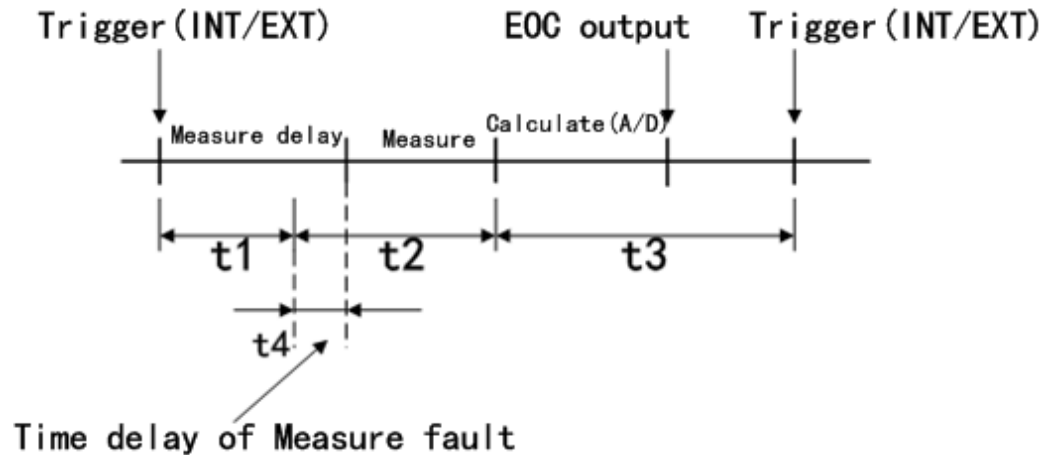 Trigger(INT/EXT) EOC output Trigger(INT/EXT)
Measure delay Measure Calculate(A/D)
t1 t2 t3
t4
Time delay of Measure fault